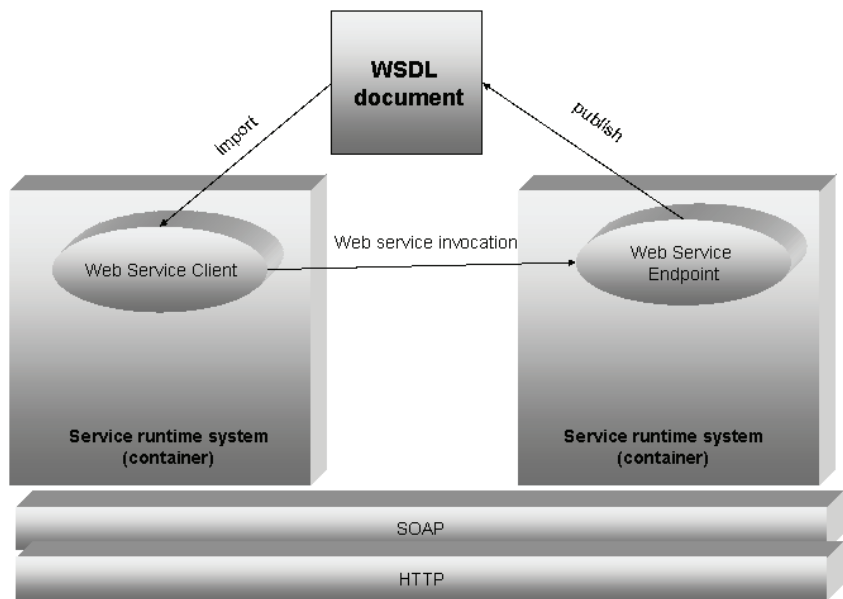 WSDL
document
import
publish
Web service invocation
Web Service Client
Web Service
Endpoint
Service runtime system
(container)
Service runtime system
(container)
SOAP
HTTP